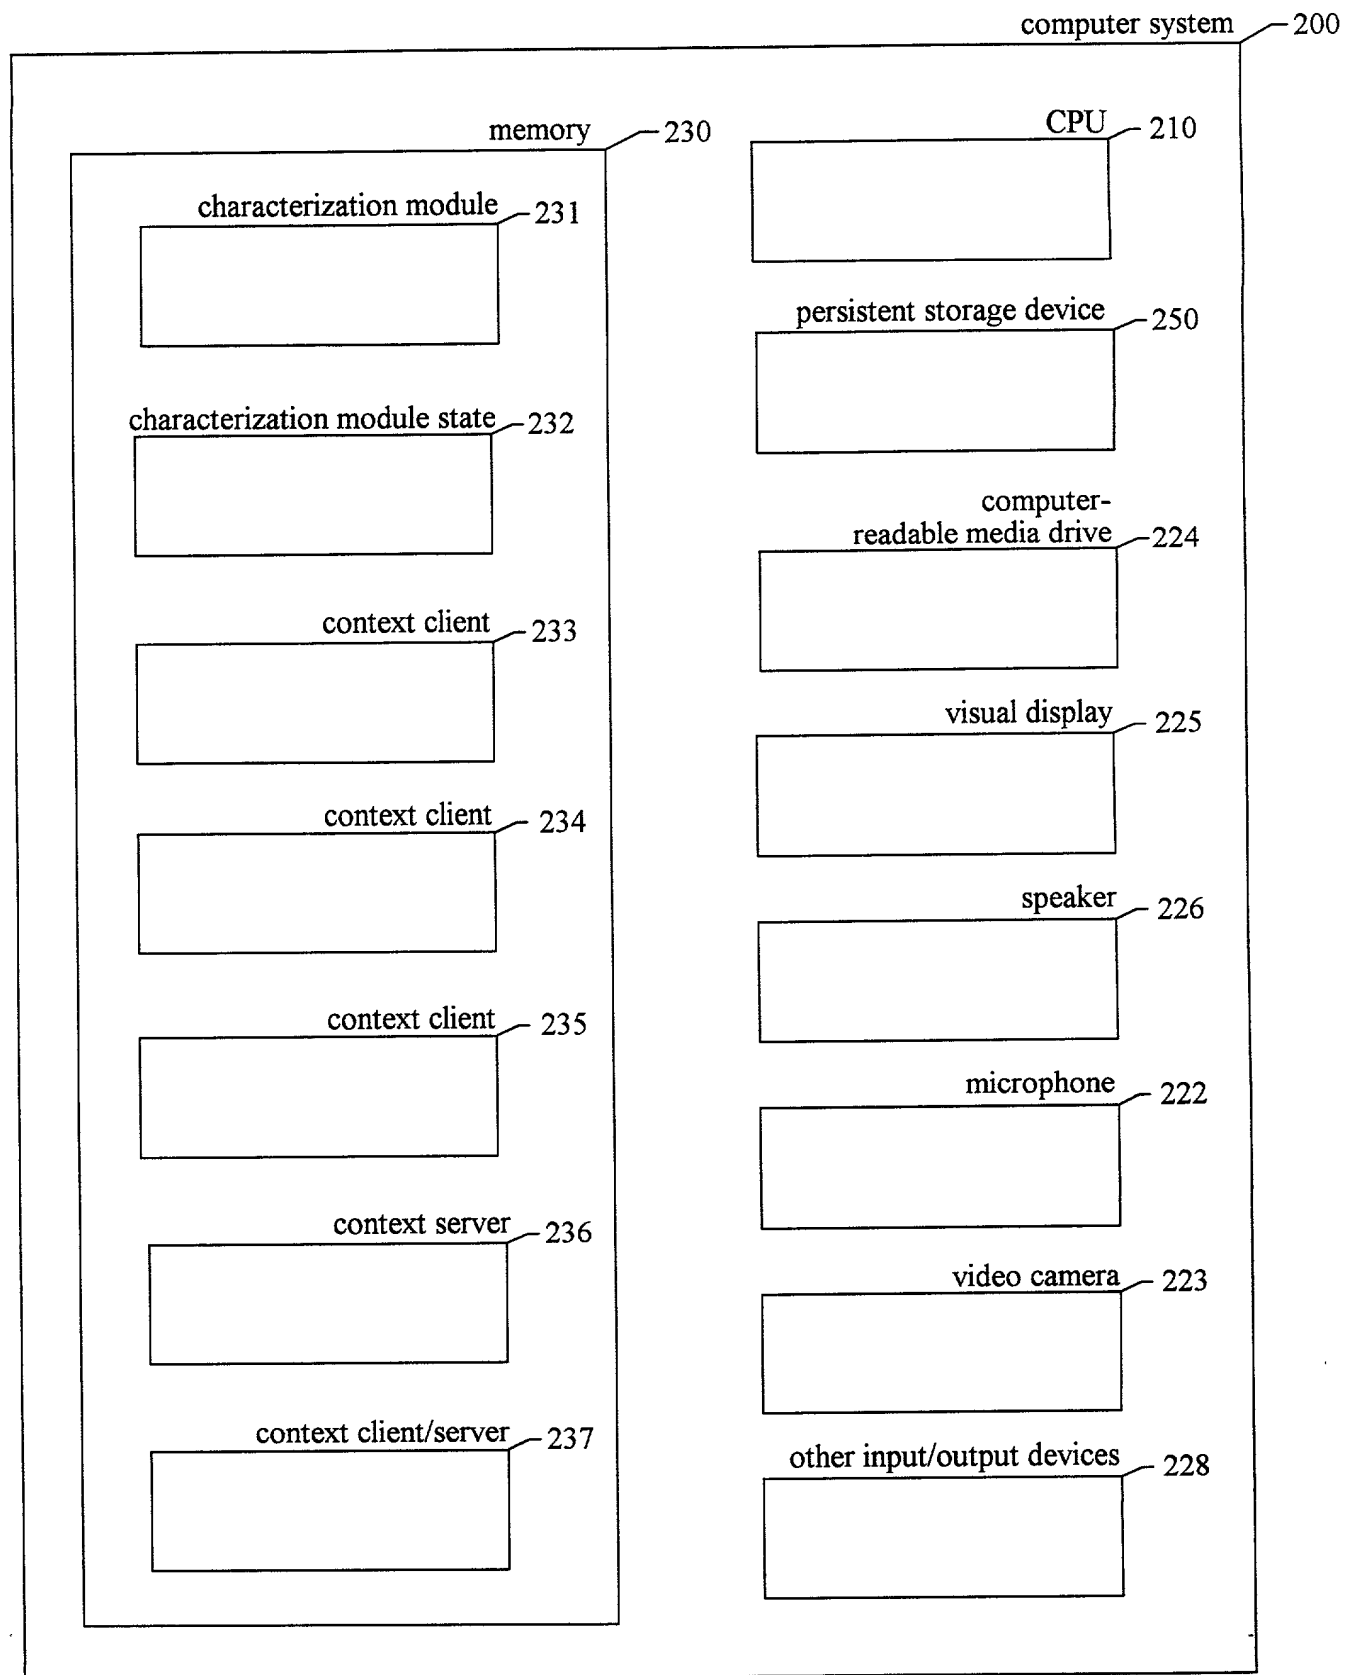 computer system 200
memory 230
characterization module 231
characterization module state 232
context client 233
context client 234
context client 235
context server 236
context client/server 237
CPU 210
persistent storage device 250
computer-
readable media drive 224
visual display 225
speaker 226
microphone 222
video camera 223
other input/output devices 228